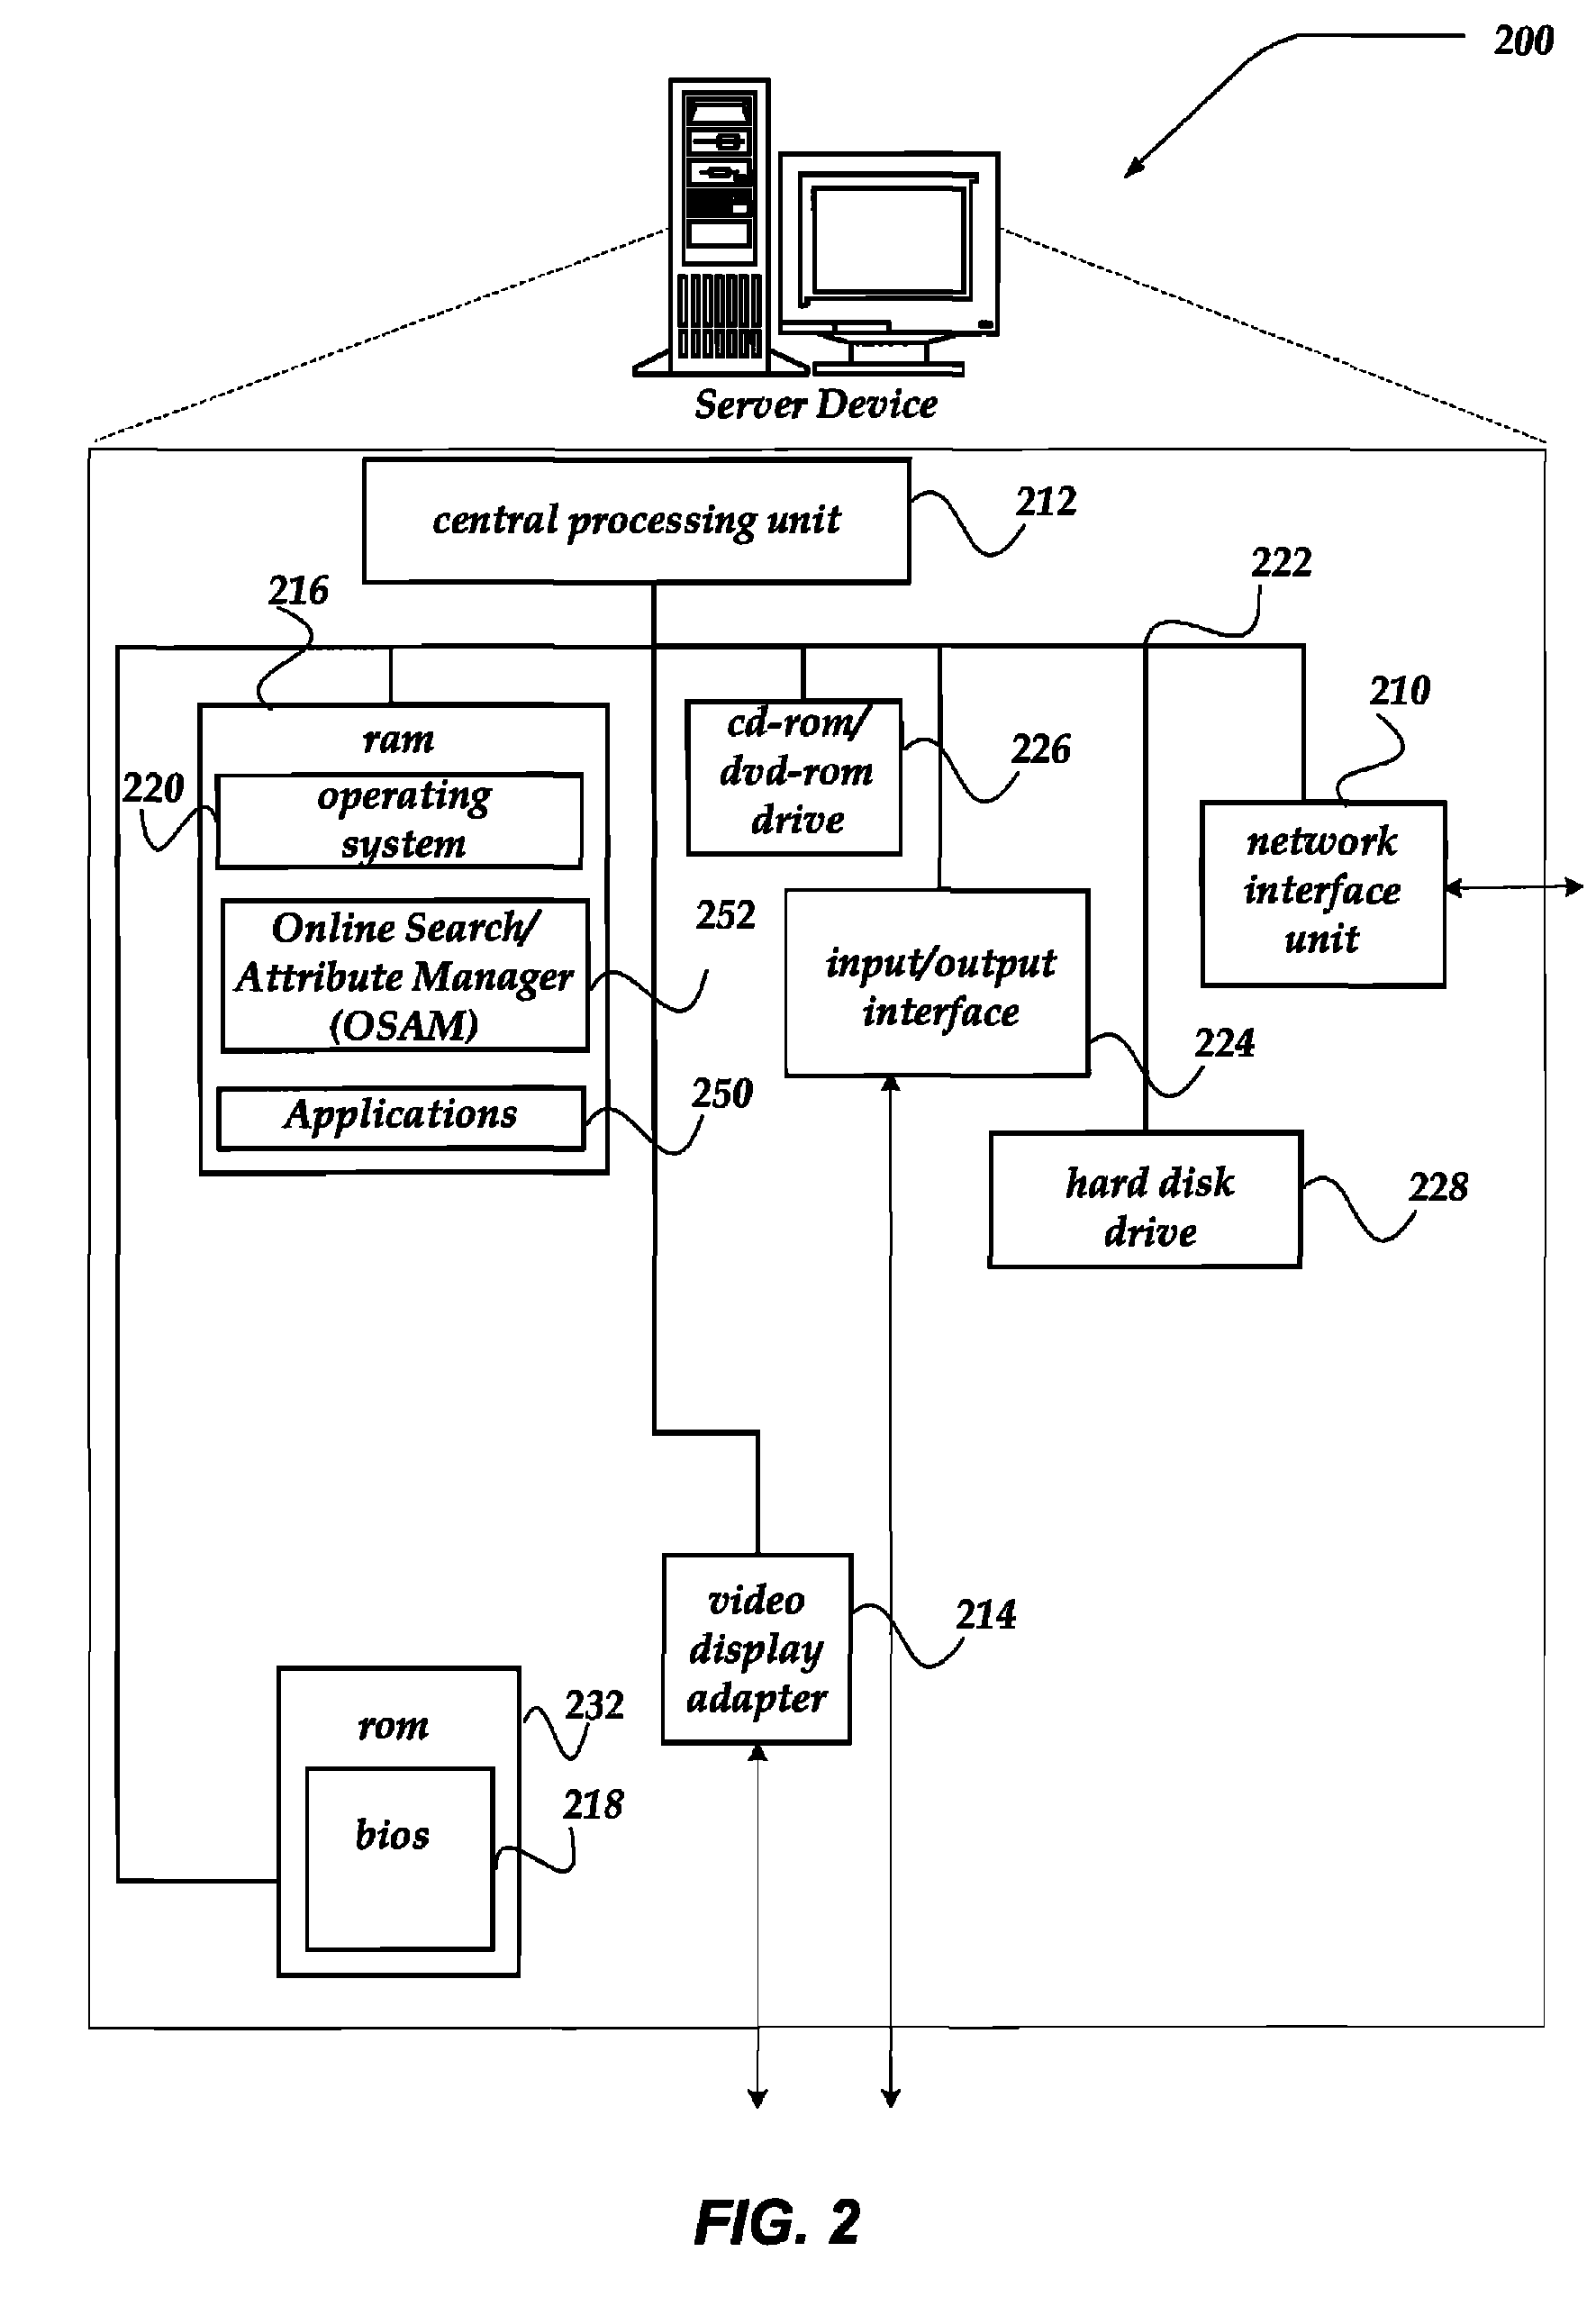 200
Server Device
central processing unit
212
216
222
ram
cd-rom/
dvd-rom
drive
226
210
220
operating
system
network
interface
unit
Online Search/
Attribute Manager
(OSAM)
252
input/output
interface
224
Applications
250
hard disk
drive
228
video
display
adapter
214
rom
232
bios
218
FIG. 2